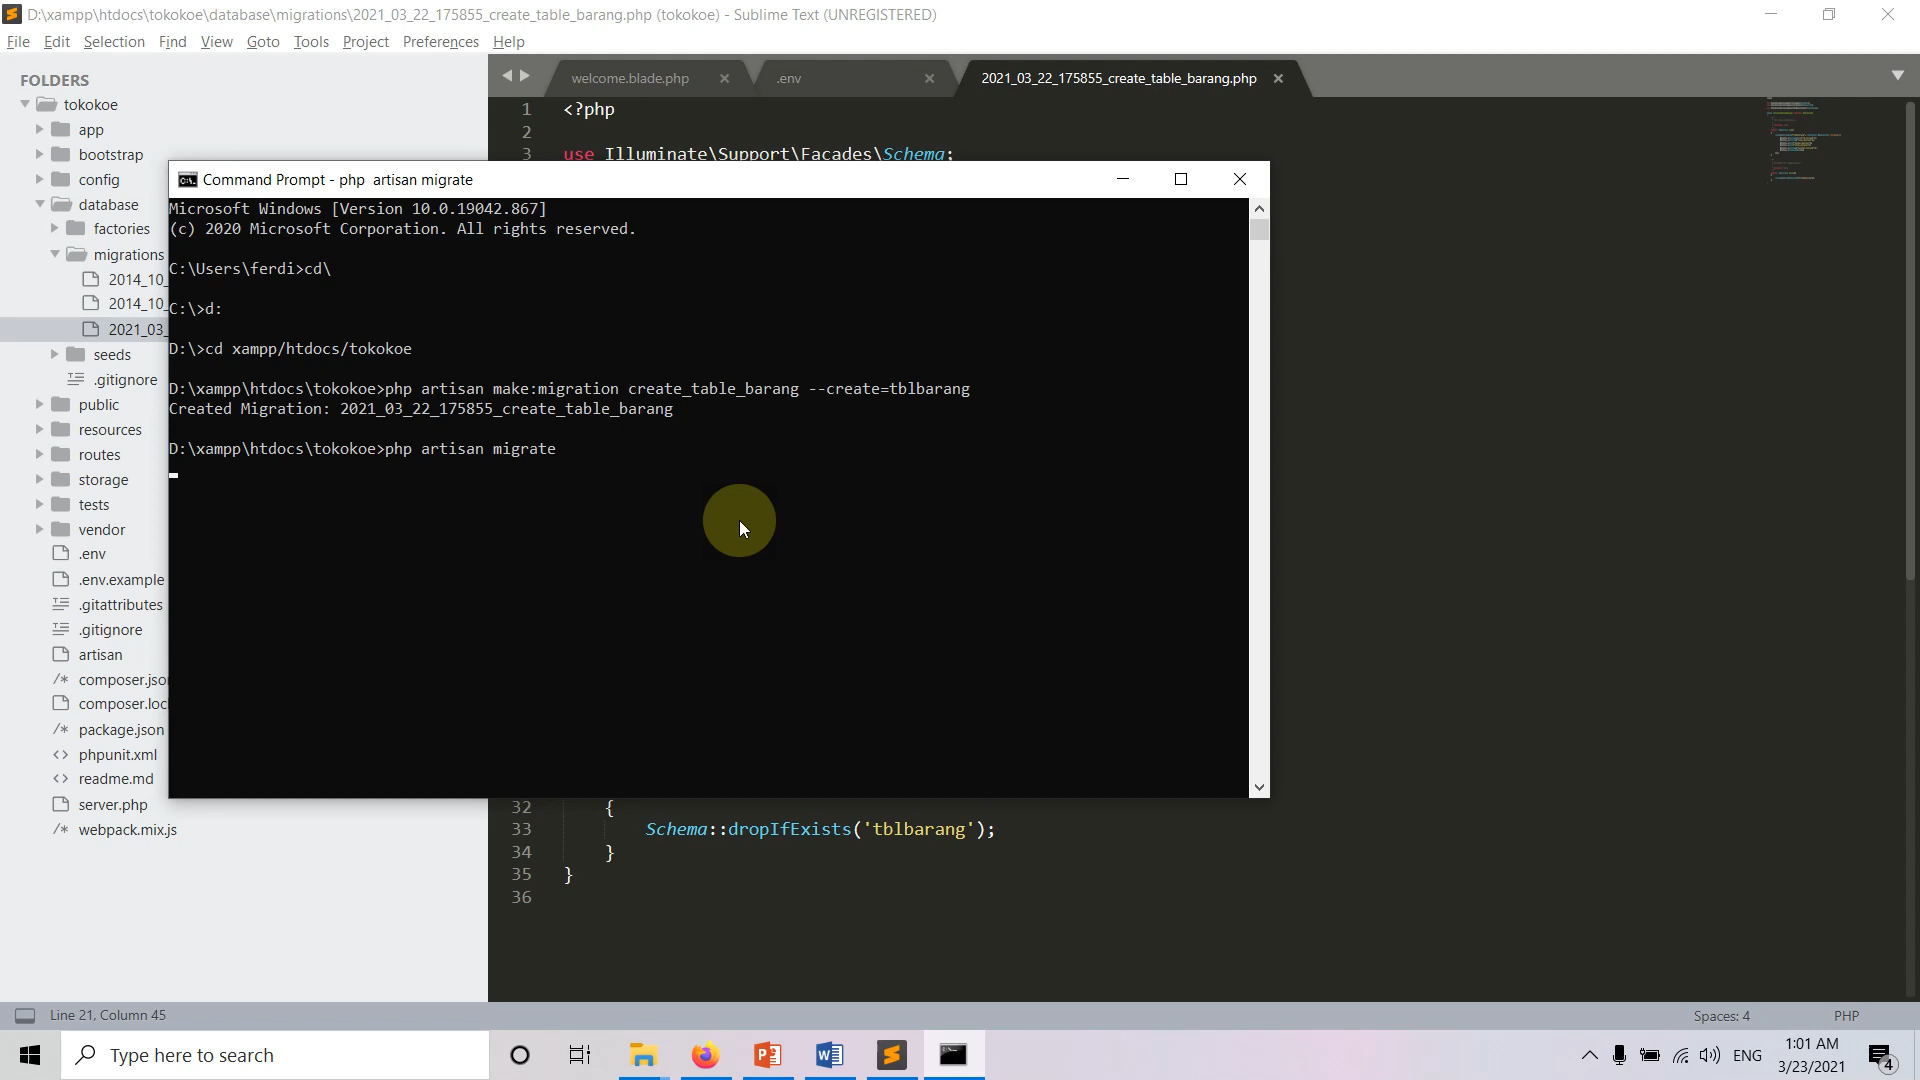 D:\xampp\htdocs\tokokoe\database\migrations\2021_03_22_175855_create_table_barang.php (tokokoe) - Sublime Text (UNREGISTERED)
File Edit Selection Find View Goto Tools Project Preferences Help
FOLDERS
tokokoe
app
bootstrap
config
database
factories
migrations
2014_10_
2014_10_
2021_03_
seeds
.gitignore
public
resources
routes
storage
tests
vendor
.env
.env.example
.gitattributes
.gitignore
artisan
/* composer.jso
composer.loc
/* package.json
<> phpunit.xml
<> readme.md
server.php
/* webpack.mix.js
welcome.blade.php
.env
2021_03_22_175855_create_table_barang.php
1 <?php
2
3 use Illuminate\Support\Facades\Schema;
Command Prompt - php  artisan migrate
Microsoft Windows [Version 10.0.19042.867]
(c) 2020 Microsoft Corporation. All rights reserved.
C:\Users\ferdi>cd\
C:\>d:
D:\>cd xampp/htdocs/tokokoe
D:\xampp\htdocs\tokokoe>php artisan make:migration create_table_barang --create=tblbarang
Created Migration: 2021_03_22_175855_create_table_barang
D:\xampp\htdocs\tokokoe>php artisan migrate
32 {
33 Schema::dropIfExists('tblbarang');
34 }
35 }
36
Line 21, Column 45
Spaces: 4
PHP
Type here to search
ENG
1:01 AM
3/23/2021
4